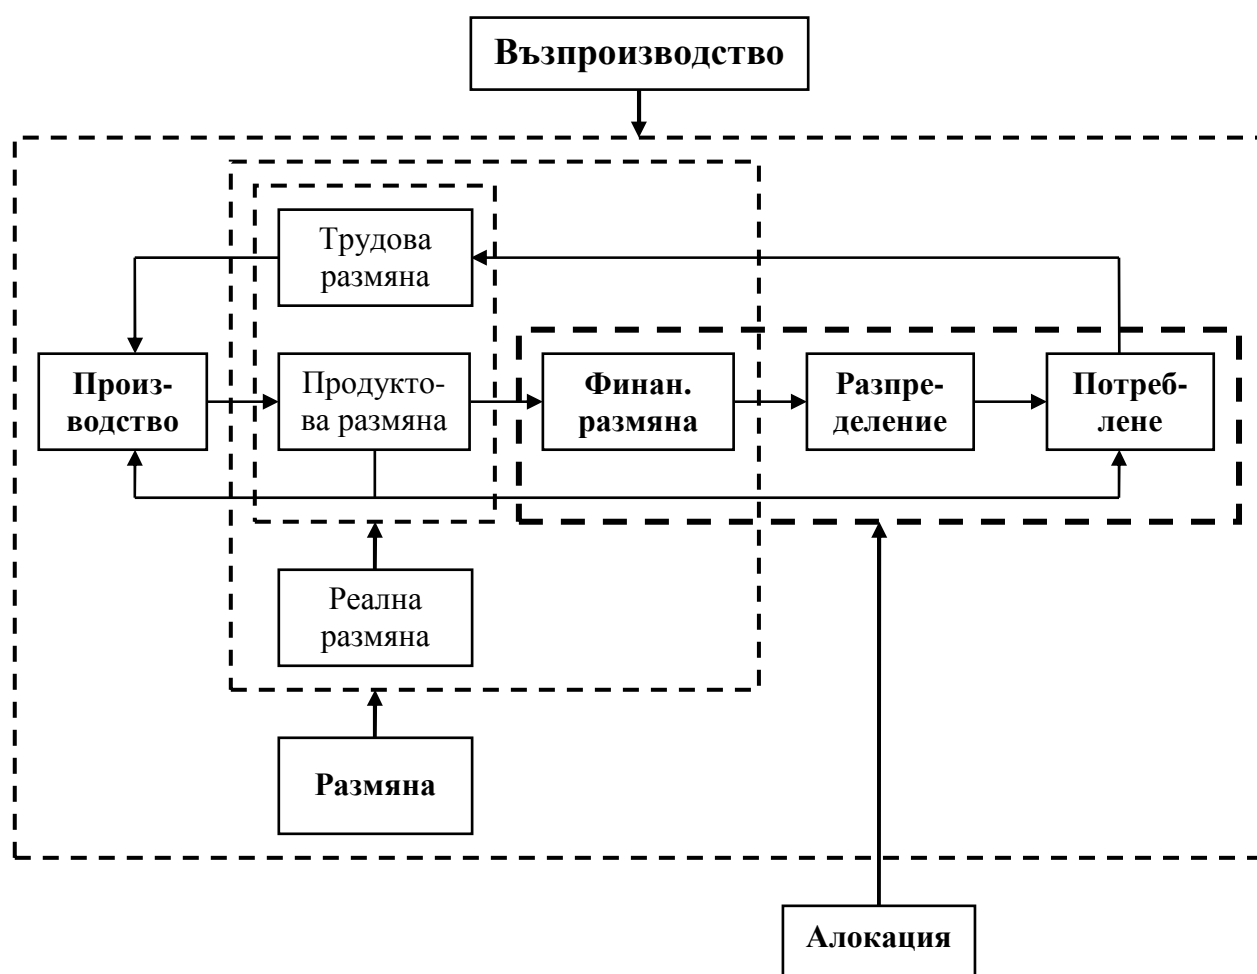 Възпроизводство
Трудова
размяна
Произ-
водство
Продукто-
ва размяна
Финан.
размяна
Разпре-
деление
Потреб-
лене
Реална
размяна
Размяна
Алокация